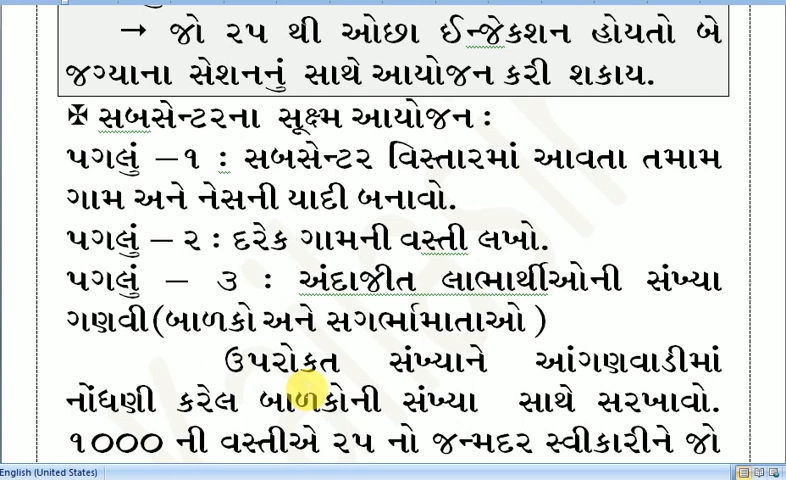 → જો ૨૫ થી ઓછા ઈન્જેકશન હોયતો બે
જગ્યાના સેશનનું સાથે આયોજન કરી શકાય.
✠ સબસેન્ટરના સૂક્ષ્મ આયોજન :
પગલું –૧ : સબસેન્ટર વિસ્તારમાં આવતા તમામ
ગામ અને નેસની યાદી બનાવો.
પગલું – ૨ : દરેક ગામની વસ્તી લખો.
પગલું – ૩ : અંદાજીત લાભાર્થીઓની સંખ્યા
ગણવી(બાળકો અને સગર્ભામાતાઓ )
ઉપરોકત સંખ્યાને આંગણવાડીમાં
નોંધણી કરેલ બાળકોની સંખ્યા સાથે સરખાવો.
૧૦૦૦ ની વસ્તીએ ૨૫ નો જન્મદર સ્વીકારીને જો
English (United States)